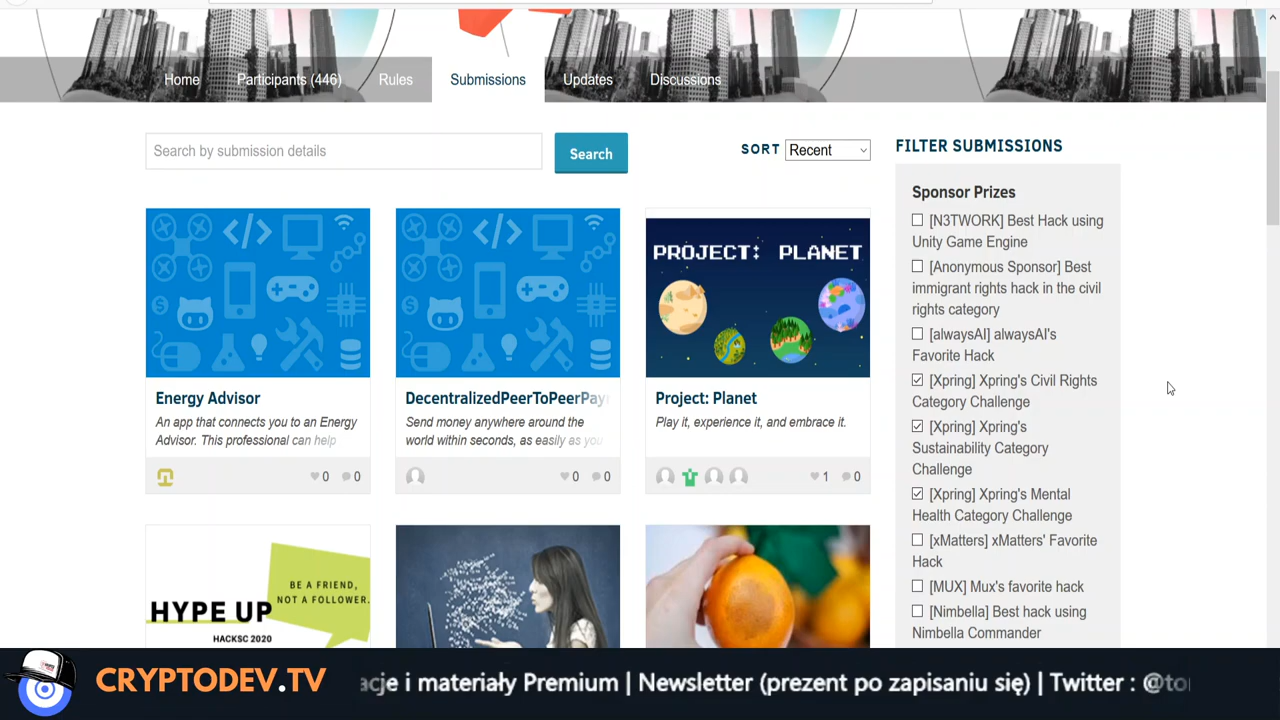 Home Participants (446) Rules Submissions Updates Discussions
Search by submission details
Search
SORT Recent
FILTER SUBMISSIONS
Sponsor Prizes
[N3TWORK] Best Hack using
Unity Game Engine
[Anonymous Sponsor] Best
immigrant rights hack in the civil
rights category
[alwaysAI] alwaysAI's
Favorite Hack
[Xpring] Xpring's Civil Rights
Category Challenge
[Xpring] Xpring's
Sustainability Category
Challenge
[Xpring] Xpring's Mental
Health Category Challenge
[xMatters] xMatters' Favorite
Hack
[MUX] Mux's favorite hack
[Nimbella] Best hack using
Nimbella Commander
Energy Advisor
An app that connects you to an Energy
Advisor. This professional can help
0 0
DecentralizedPeerToPeerPay
Send money anywhere around the
world within seconds, as easily as you
0 0
PROJECT: PLANET
Project: Planet
Play it, experience it, and embrace it.
1 0
BE A FRIEND,
NOT A FOLLOWER.
HYPE UP
HACKSC 2020
CRYPTODEV.TV
acje i materiały Premium | Newsletter (prezent po zapisaniu się) | Twitter : @to